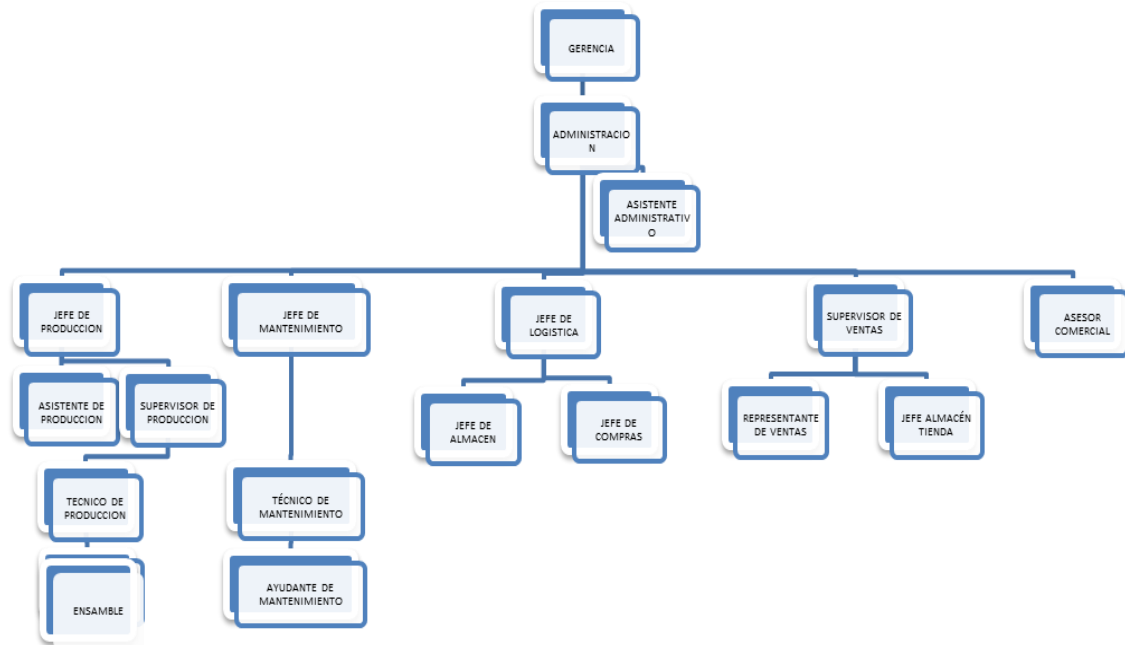 GERENCIA
ADMINISTRACIO
N
ASISTENTE
ADMINISTRATIV
O
JEFE DE
PRODUCCION
JEFE DE
MANTENIMIENTO
JEFE DE
LOGISTICA
SUPERVISOR DE
VENTAS
ASESOR
COMERCIAL
ASISTENTE DE
PRODUCCION
SUPERVISOR DE
PRODUCCION
JEFE DE
ALMACEN
JEFE DE
COMPRAS
REPRESENTANTE
DE VENTAS
JEFE ALMACÉN
TIENDA
TECNICO DE
PRODUCCION
TÉCNICO DE
MANTENIMIENTO
ENSAMBLE
AYUDANTE DE
MANTENIMIENTO